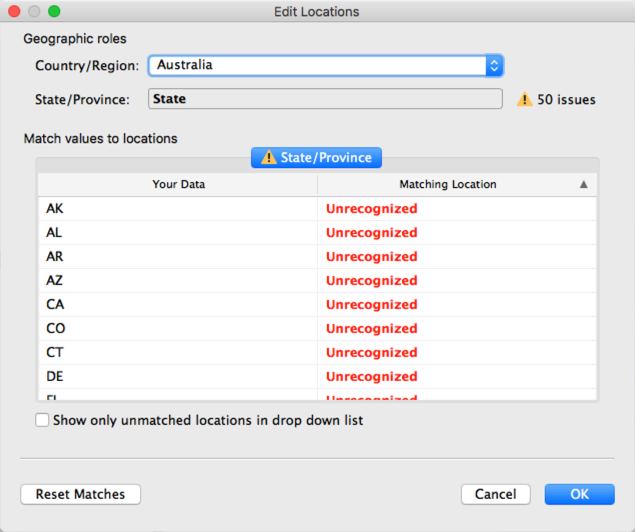 Edit Locations
Geographic roles
Country/Region: Australia
State/Province: State 50 issues
Match values to locations
State/Province
Your Data Matching Location
AK Unrecognized
AL Unrecognized
AR Unrecognized
AZ Unrecognized
CA Unrecognized
CO Unrecognized
CT Unrecognized
DE Unrecognized
FL Unrecognized
Show only unmatched locations in drop down list
Reset Matches Cancel OK